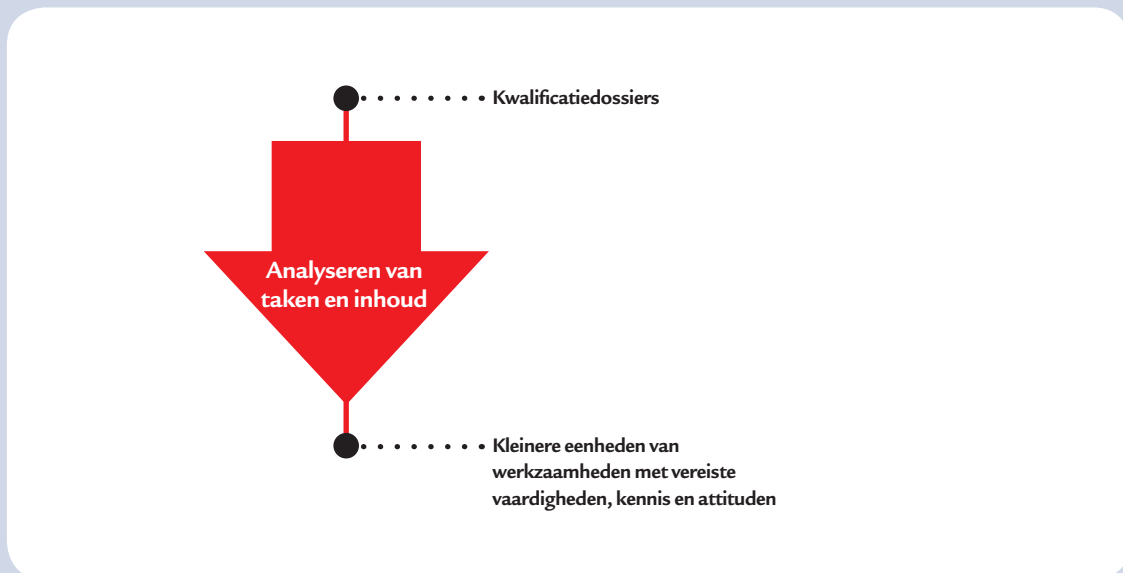 Kwalificatiedossiers
Analyseren van
taken en inhoud
Kleinere eenheden van
werkzaamheden met vereiste
vaardigheden, kennis en attituden